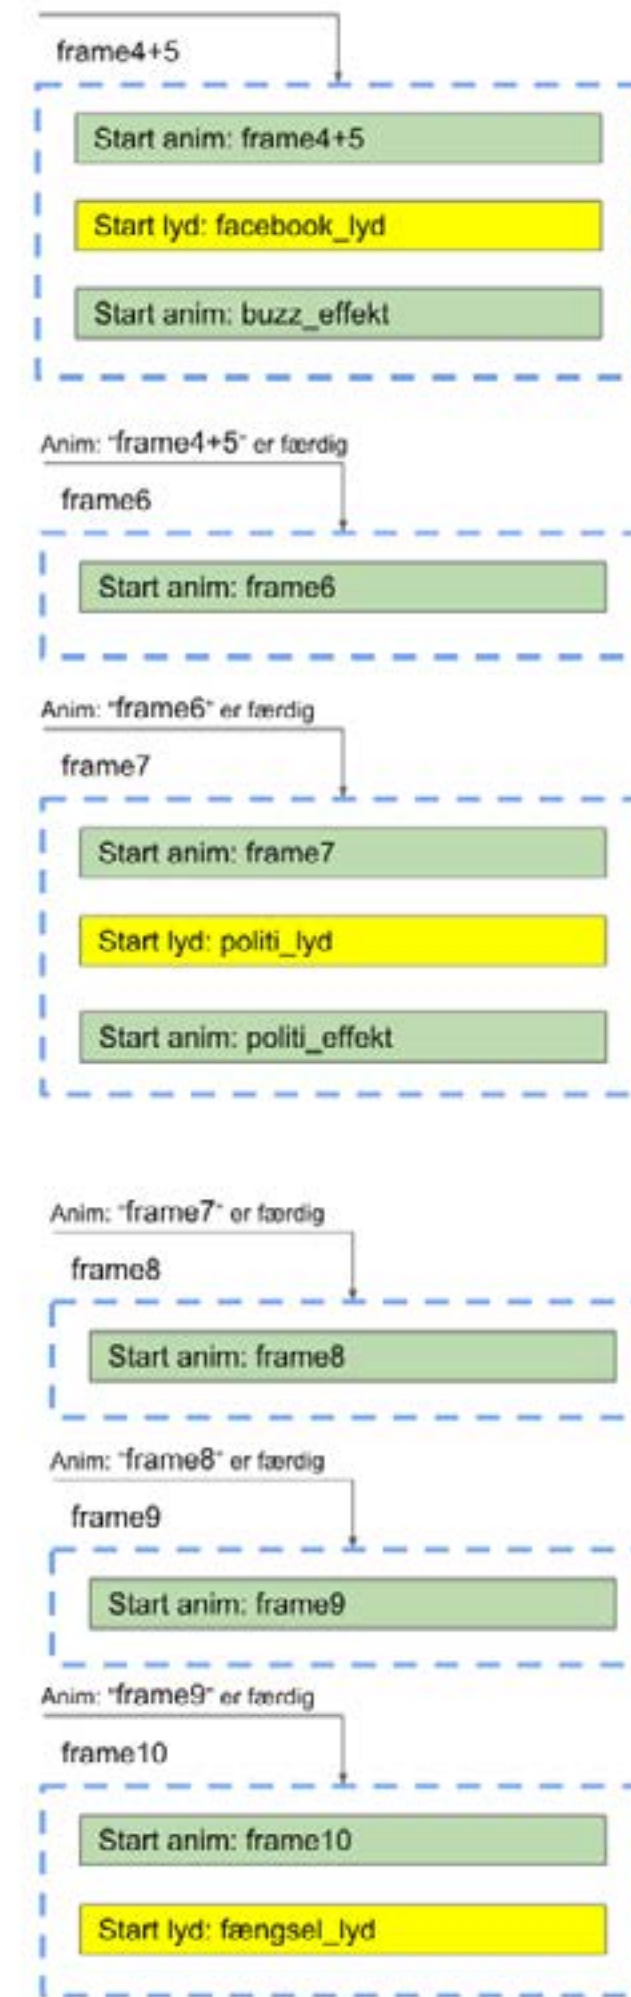 frame4+5
Start anim: frame4+5
Start lyd: facebook_lyd
Start anim: buzz_effekt
Anim: "frame4+5" er færdig
frame6
Start anim: frame6
Anim: "frame6" er færdig
frame7
Start anim: frame7
Start lyd: politi_lyd
Start anim: politi_effekt
Anim: "frame7" er færdig
frame8
Start anim: frame8
Anim: "frame8" er færdig
frame9
Start anim: frame9
Anim: "frame9" er færdig
frame10
Start anim: frame10
Start lyd: fængsel_lyd